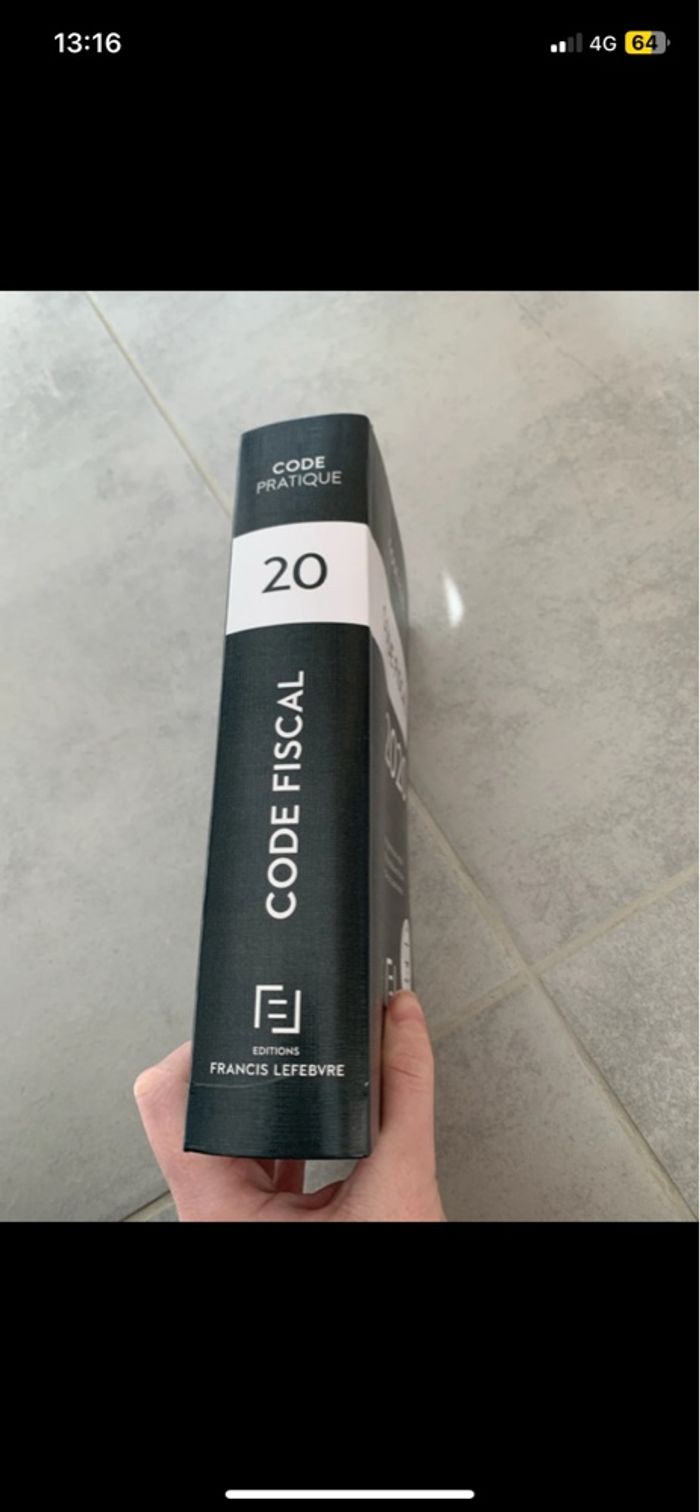 13:16
4G
64
CODE
PRATIQUE
20
CODE FISCAL
EDITIONS
FRANCIS LEFEBVRE